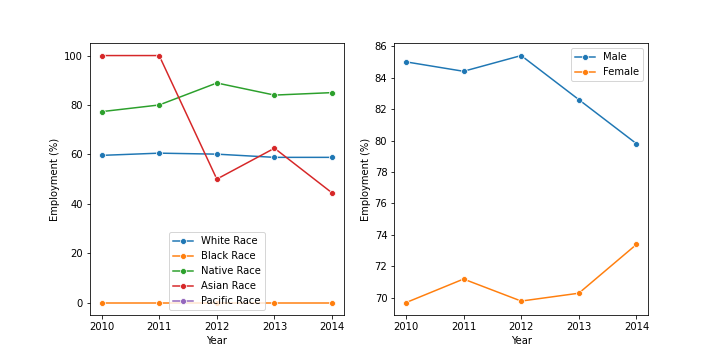 100
80
60
40
20
0
Employment (%)
2010 2011 2012 2013 2014
Year
White Race
Black Race
Native Race
Asian Race
Pacific Race
86
84
82
80
78
76
74
72
70
Employment (%)
2010 2011 2012 2013 2014
Year
Male
Female